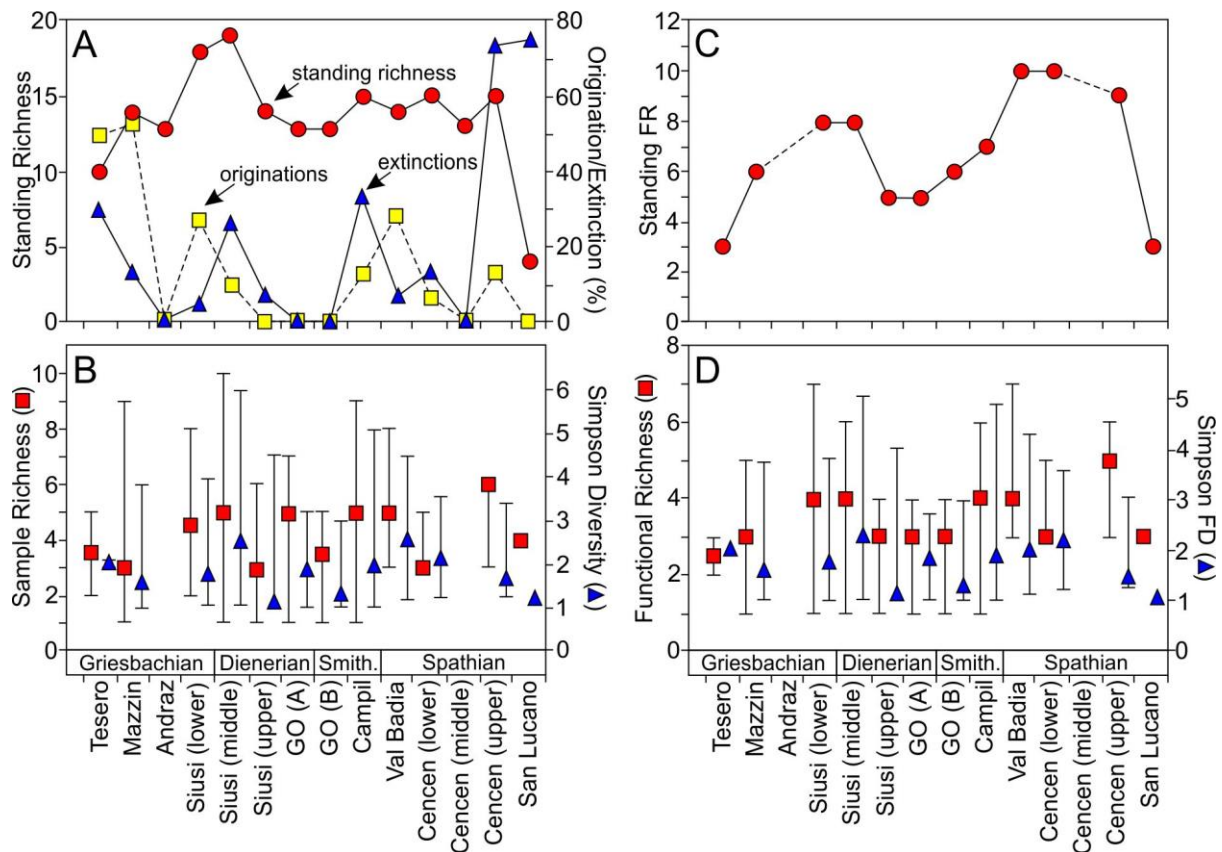 A
Standing Richness
20
15
10
5
0
standing richness
originations
extinctions
80
60
40
20
0
Origination/Extinction (%)
C
Standing FR
12
10
8
6
4
2
0
B
Sample Richness ( )
10
8
6
4
2
0
6
5
4
3
2
1
0
Simpson Diversity ( )
D
Functional Richness ( )
8
6
4
2
0
5
4
3
2
1
0
Simpson FD ( )
Griesbachian Dienerian Smith. Spathian
Tesero
Mazzin
Andraz
Siusi (lower)
Siusi (middle)
Siusi (upper)
GO (A)
GO (B)
Campil
Val Badia
Cencen (lower)
Cencen (middle)
Cencen (upper)
San Lucano
Griesbachian Dienerian Smith. Spathian
Tesero
Mazzin
Andraz
Siusi (lower)
Siusi (middle)
Siusi (upper)
GO (A)
GO (B)
Campil
Val Badia
Cencen (lower)
Cencen (middle)
Cencen (upper)
San Lucano